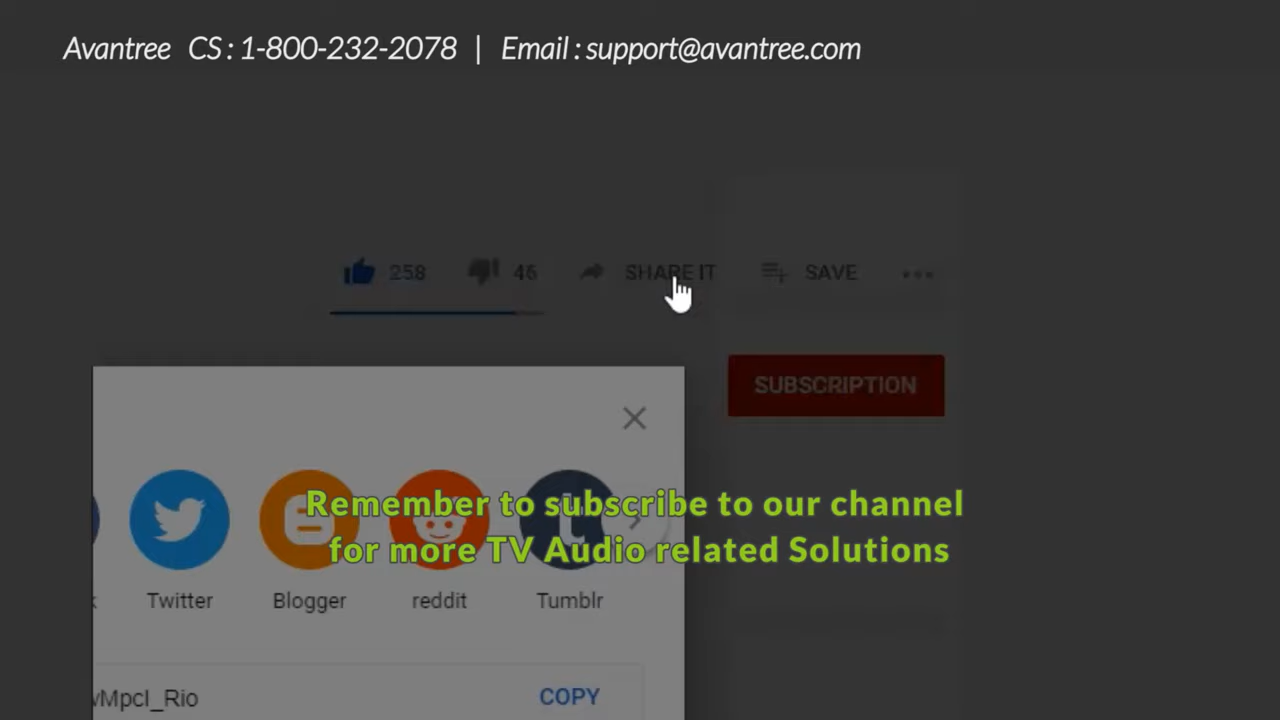 Avantree CS : 1-800-232-2078 | Email : support@avantree.com
258 46 SHARE IT SAVE
SUBSCRIPTION
Remember to subscribe to our channel
for more TV Audio related Solutions
Twitter Blogger reddit Tumblr
Mpcl_Rio COPY